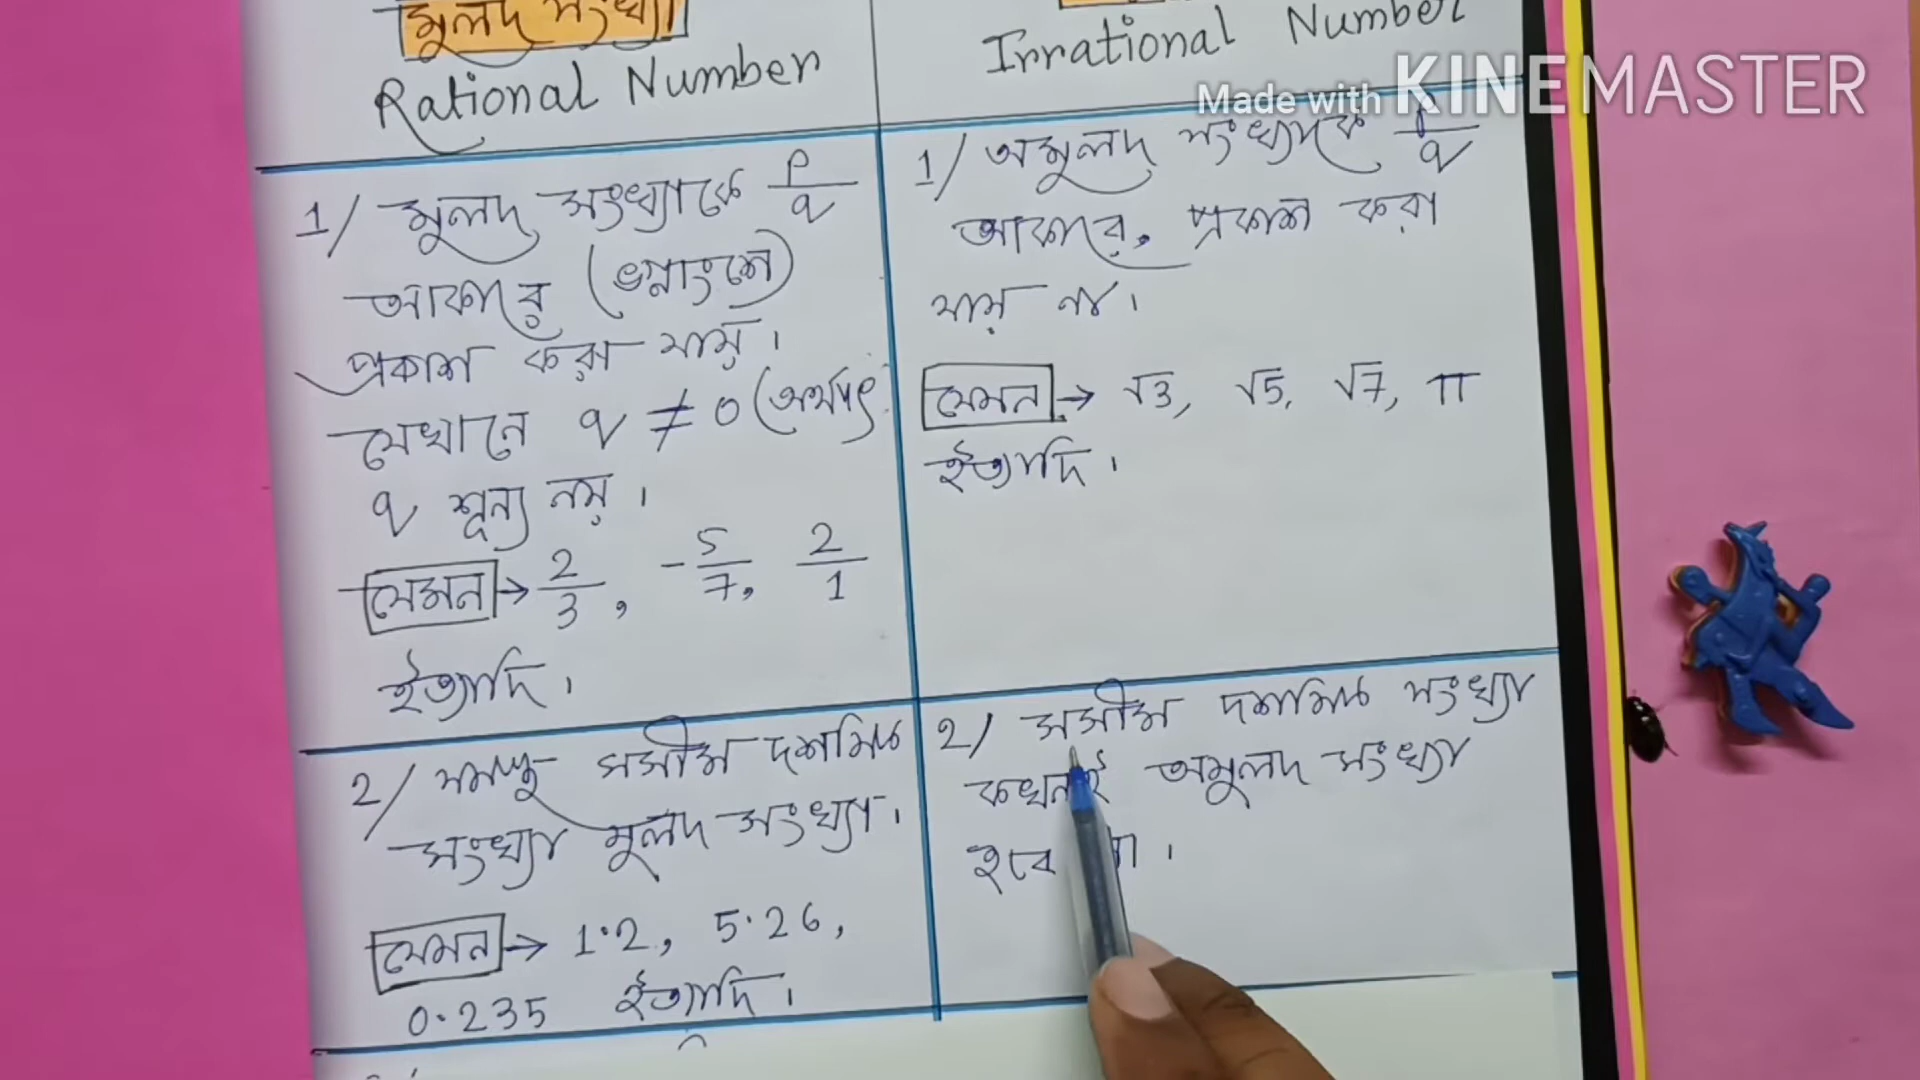 মূলদ সংখ্যা
Rational Number
1/ মূলদ সংখ্যাকে p/q
আকারে (ভগ্নাংশে)
প্রকাশ করা যায়।
যেখানে q ≠ 0 (অর্থাৎ
q শূন্য নয়।
যেমন → 2/3, -5/7, 2/1
ইত্যাদি।
2/ সমস্ত সসীম দশমিক
সংখ্যা মূলদ সংখ্যা।
যেমন → 1.2, 5.26,
0.235 ইত্যাদি।
Irrational Number
Made with KINEMASTER
1/ অমূলদ সংখ্যাকে p/q
আকারে প্রকাশ করা
যায় না।
যেমন → √3, √5, √7, π
ইত্যাদি।
2/ সসীম দশমিক সংখ্যা
কখনই অমূলদ সংখ্যা
হবে না।